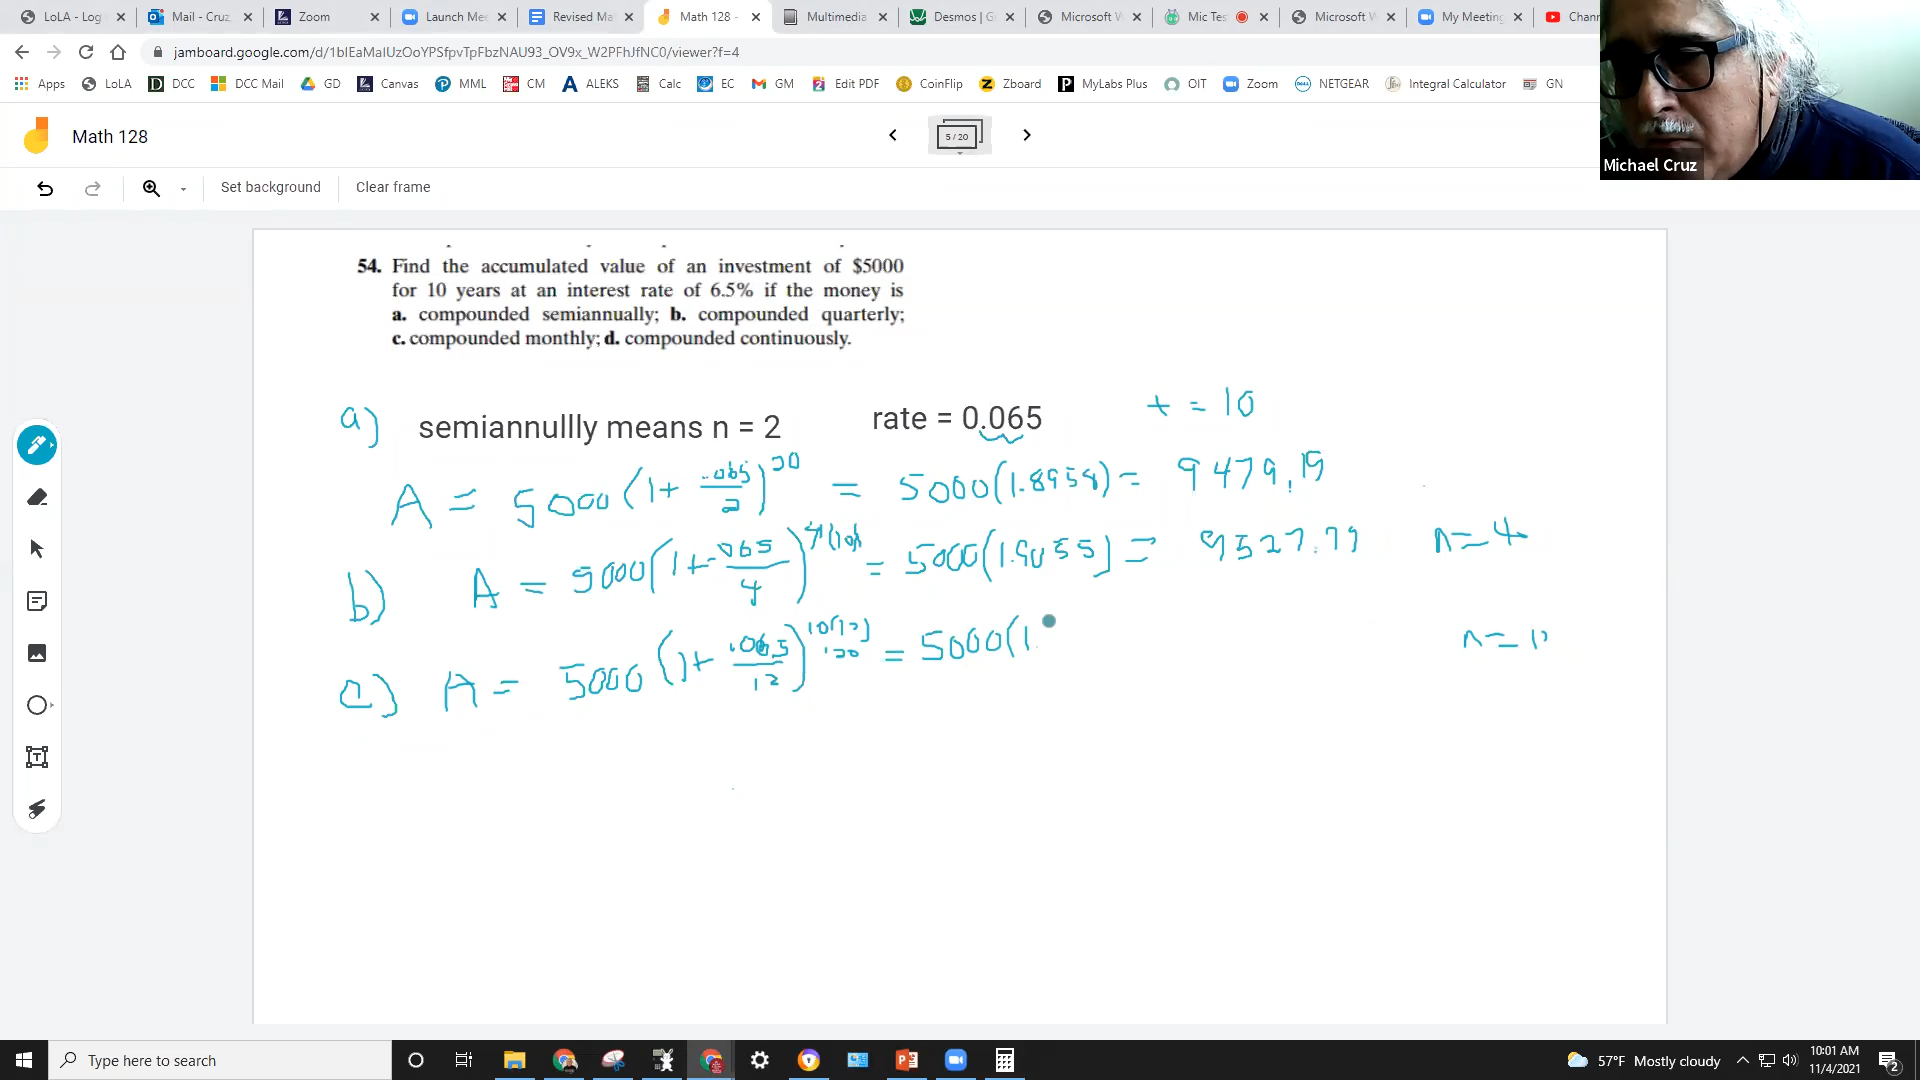 LoLA - Log
Mail - Cruz,
Zoom
Launch Mee
Revised Ma
Math 128 -
Multimedia
Desmos | G
Microsoft W
Mic Tes
Microsoft W
My Meeting
Chann
jamboard.google.com/d/1blEaMaIUzOoYPSfpvTpFbzNAU93_OV9x_W2PFhJfNC0/viewer?f=4
Apps LoLA DCC DCC Mail GD Canvas MML CM ALEKS Calc EC GM Edit PDF CoinFlip Zboard MyLabs Plus OIT Zoom NETGEAR Integral Calculator GN
Michael Cruz
Math 128
5 / 20
Set background
Clear frame
54. Find the accumulated value of an investment of $5000
for 10 years at an interest rate of 6.5% if the money is
a. compounded semiannually; b. compounded quarterly;
c. compounded monthly; d. compounded continuously.
a) semiannullly means n = 2 rate = 0.065 t = 10
A = 5000(1+ .065/2)^20 = 5000(1.8958) = 9479.19
b) A = 5000(1+ .065/4)^4(10) = 5000(1.9055) = 9527.79 n=4
c) A = 5000(1+ .065/12)^10(12) 120 = 5000(1. n=1
Type here to search
57°F Mostly cloudy
10:01 AM
11/4/2021
2